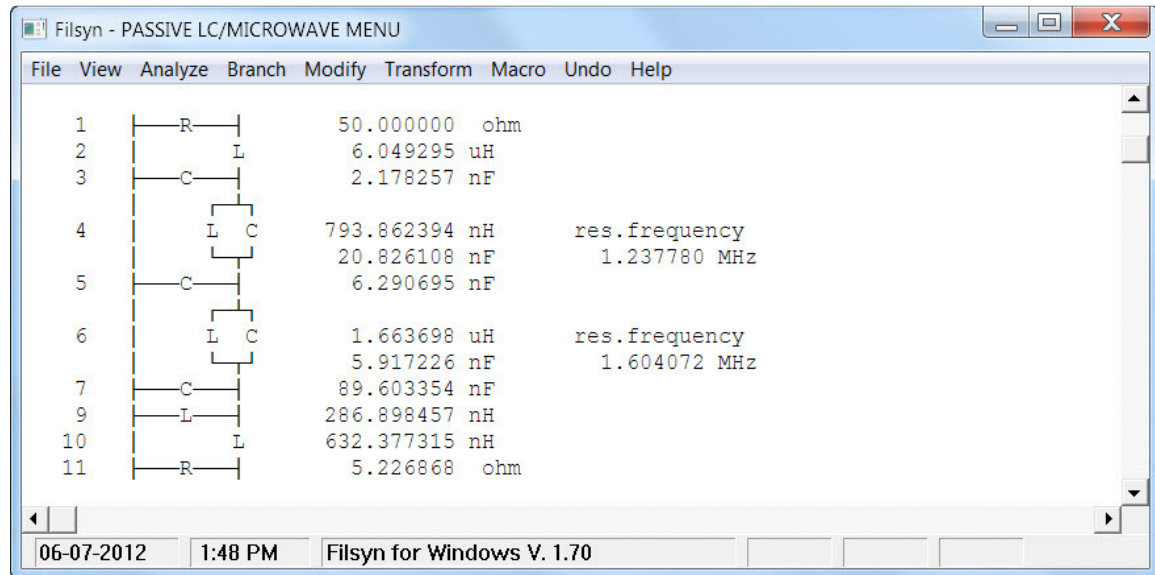 Filsyn - PASSIVE LC/MICROWAVE MENU
File View Analyze Branch Modify Transform Macro Undo Help
1 R 50.000000 ohm
2 L 6.049295 uH
3 C 2.178257 nF
4 L C 793.862394 nH res.frequency
20.826108 nF 1.237780 MHz
5 C 6.290695 nF
6 L C 1.663698 uH res.frequency
5.917226 nF 1.604072 MHz
7 C 89.603354 nF
9 L 286.898457 nH
10 L 632.377315 nH
11 R 5.226868 ohm
06-07-2012 1:48 PM Filsyn for Windows V. 1.70